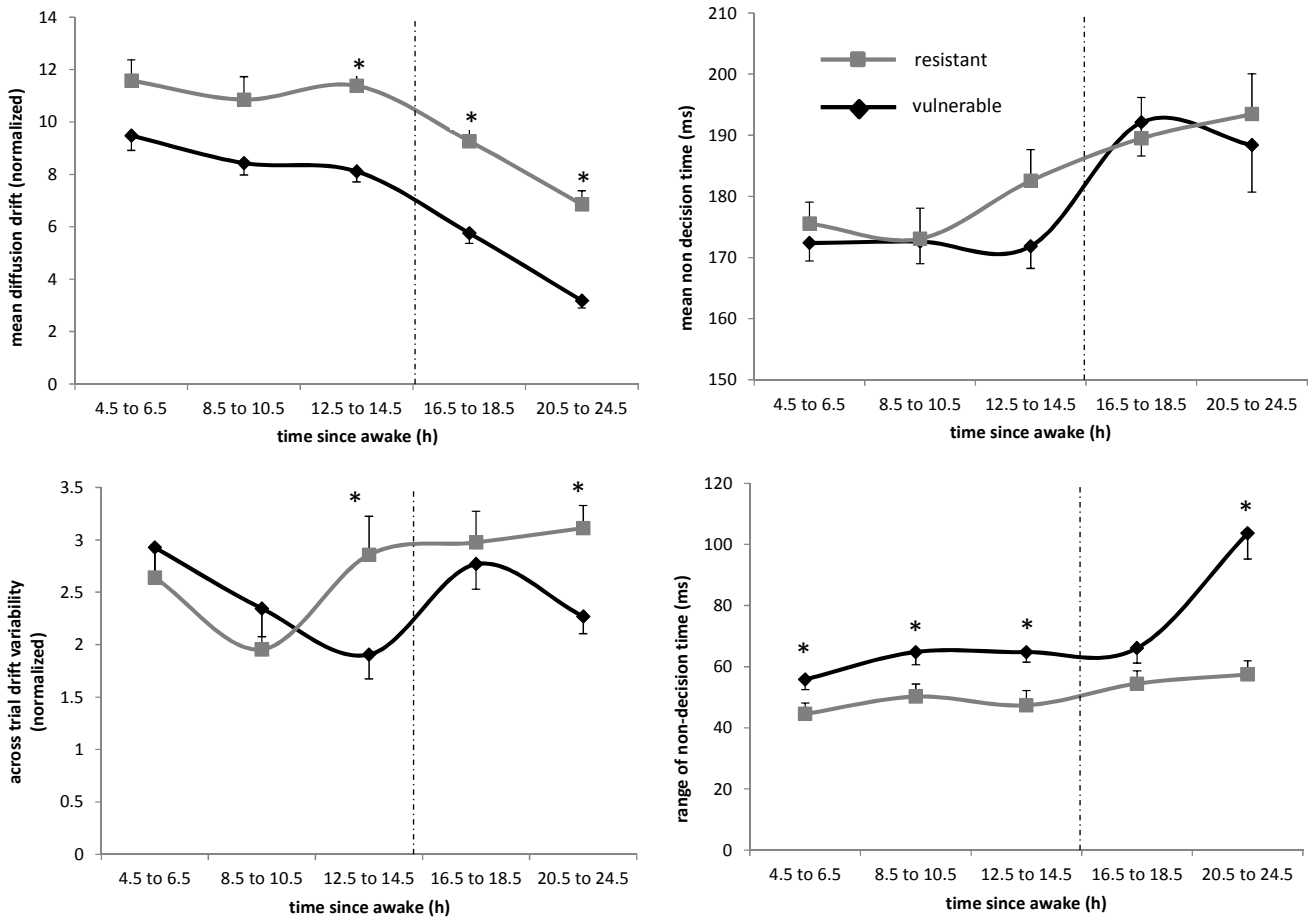 mean diffusion drift (normalized)
14
12
10
8
6
4
2
0
*
*
*
4.5 to 6.5 8.5 to 10.5 12.5 to 14.5 16.5 to 18.5 20.5 to 24.5
time since awake (h)
mean non decision time (ms)
210
200
190
180
170
160
150
resistant
vulnerable
4.5 to 6.5 8.5 to 10.5 12.5 to 14.5 16.5 to 18.5 20.5 to 24.5
time since awake (h)
across trial drift variability
(normalized)
3.5
3
2.5
2
1.5
1
0.5
0
*
*
4.5 to 6.5 8.5 to 10.5 12.5 to 14.5 16.5 to 18.5 20.5 to 24.5
time since awake (h)
range of non-decision time (ms)
120
100
80
60
40
20
0
*
*
*
*
4.5 to 6.5 8.5 to 10.5 12.5 to 14.5 16.5 to 18.5 20.5 to 24.5
time since awake (h)